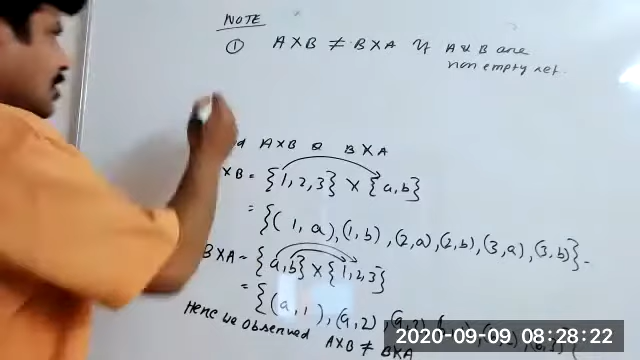 NOTE
① A×B ≠ B×A if A & B are
non empty set.
A×B & B×A
×B = {1,2,3} × {a,b}
= {(1,a),(1,b),(2,a),(2,b),(3,a),(3,b)}
B×A = {a,b} × {1,2,3}
= {(a,1),(a,2),(a,3)
Hence we observed A×B ≠ B×A
2020-09-09 08:28:22